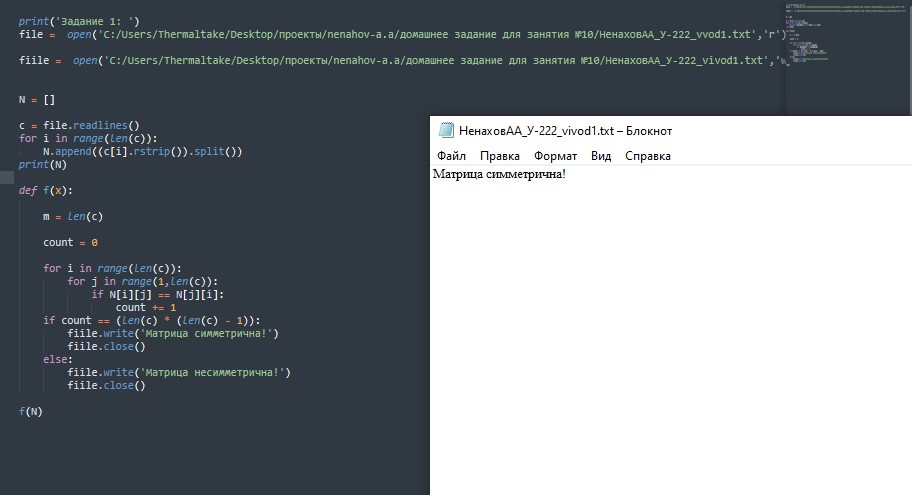 print('Задание 1: ')
file =  open('C:/Users/Thermaltake/Desktop/проекты/nenahov-a.a/домашнее задание для занятия №10/НенаховАА_У-222_vvod1.txt','r')
fiile =  open('C:/Users/Thermaltake/Desktop/проекты/nenahov-a.a/домашнее задание для занятия №10/НенаховАА_У-222_vivod1.txt','
N = []
c = file.readlines()
for i in range(len(c)):
    N.append((c[i].rstrip()).split())
print(N)
def f(x):
    m = len(c)
    count = 0
    for i in range(len(c)):
        for j in range(1,len(c)):
            if N[i][j] == N[j][i]:
                count += 1
    if count == (len(c) * (len(c) - 1)):
        fiile.write('Матрица симметрична!')
        fiile.close()
    else:
        fiile.write('Матрица несимметрична!')
        fiile.close()
f(N)
НенаховАА_У-222_vivod1.txt – Блокнот
Файл Правка Формат Вид Справка
Матрица симметрична!